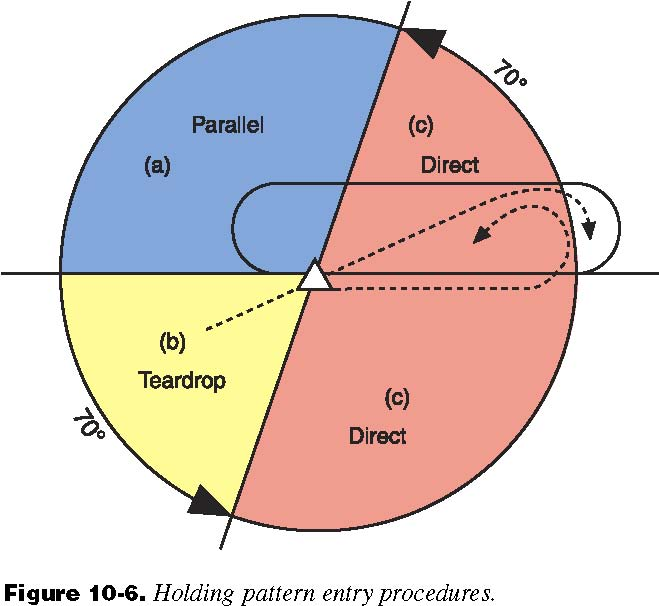 70°
Parallel
(c)
(a)
Direct
(b)
Teardrop
(c)
70°
Direct
Figure 10-6. Holding pattern entry procedures.